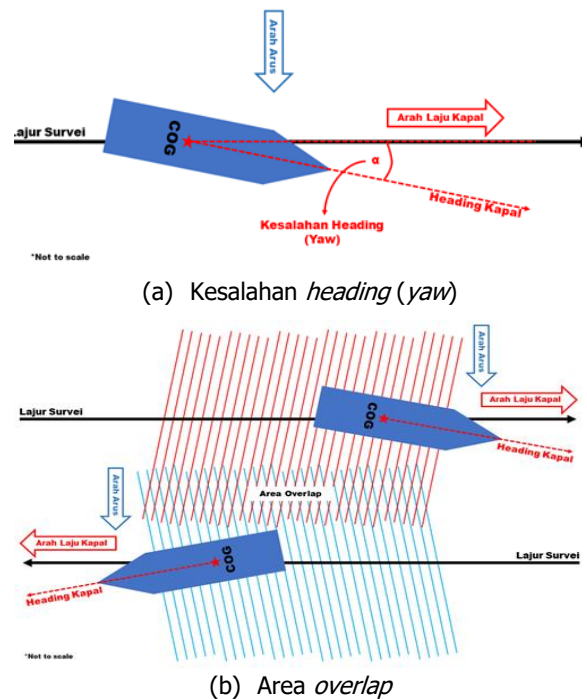 Arah Arus
Lajur Survei
Arah Laju Kapal
COG
α
Heading Kapal
Kesalahan Heading
(Yaw)
*Not to scale
(a) Kesalahan heading (yaw)
Arah Arus
Arah Laju Kapal
Lajur Survei
COG
Heading Kapal
Area Overlap
Arah Arus
Arah Laju Kapal
COG
Lajur Survei
Heading Kapal
*Not to scale
(b) Area overlap